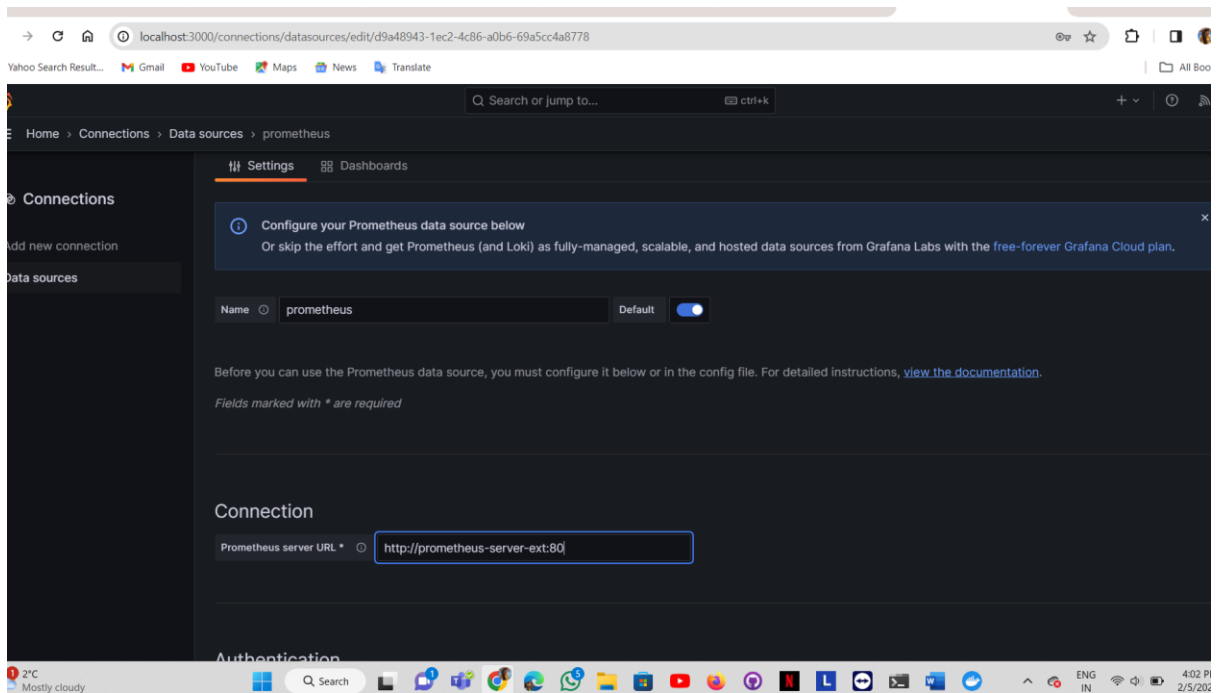 localhost:3000/connections/datasources/edit/d9a48943-1ec2-4c86-a0b6-69a5cc4a8778
Yahoo Search Result... Gmail YouTube Maps News Translate All Boo
Search or jump to... ctrl+k
Home > Connections > Data sources > prometheus
Settings Dashboards
Connections
Configure your Prometheus data source below
Or skip the effort and get Prometheus (and Loki) as fully-managed, scalable, and hosted data sources from Grafana Labs with the free-forever Grafana Cloud plan.
Add new connection
Data sources
Name prometheus Default
Before you can use the Prometheus data source, you must configure it below or in the config file. For detailed instructions, view the documentation.
Fields marked with * are required
Connection
Prometheus server URL * http://prometheus-server-ext:80
Authentication
1 2°C
Mostly cloudy
Search
1
5
ENG
IN
4:02 P
2/5/202